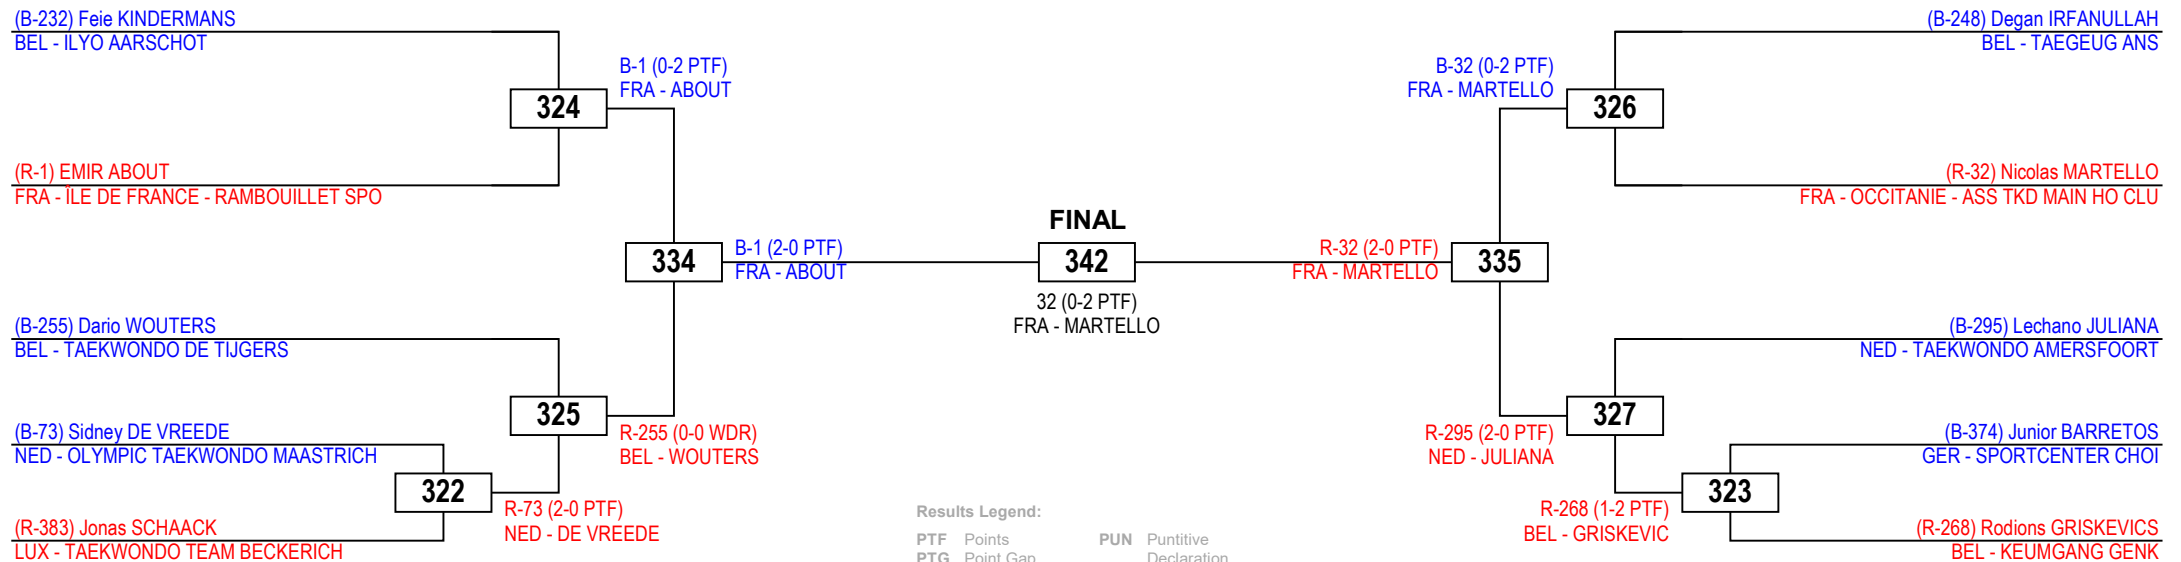 (B-232) Feie KINDERMANS
BEL - ILYO AARSCHOT
B-1 (0-2 PTF)
FRA - ABOUT
324
(R-1) EMIR ABOUT
FRA - ÎLE DE FRANCE - RAMBOUILLET SPO
334
B-1 (2-0 PTF)
FRA - ABOUT
(B-255) Dario WOUTERS
BEL - TAEKWONDO DE TIJGERS
325
R-255 (0-0 WDR)
BEL - WOUTERS
(B-73) Sidney DE VREEDE
NED - OLYMPIC TAEKWONDO MAASTRICH
322
R-73 (2-0 PTF)
NED - DE VREEDE
(R-383) Jonas SCHAACK
LUX - TAEKWONDO TEAM BECKERICH
FINAL
342
32 (0-2 PTF)
FRA - MARTELLO
(B-248) Degan IRFANULLAH
BEL - TAEGEUG ANS
B-32 (0-2 PTF)
FRA - MARTELLO
326
(R-32) Nicolas MARTELLO
FRA - OCCITANIE - ASS TKD MAIN HO CLU
R-32 (2-0 PTF)
FRA - MARTELLO
335
(B-295) Lechano JULIANA
NED - TAEKWONDO AMERSFOORT
327
R-295 (2-0 PTF)
NED - JULIANA
(B-374) Junior BARRETOS
GER - SPORTCENTER CHOI
323
R-268 (1-2 PTF)
BEL - GRISKEVIC
(R-268) Rodions GRISKEVICS
BEL - KEUMGANG GENK
Results Legend:
PTF Points PUN Puntitive
PTG Point Gap Declaration